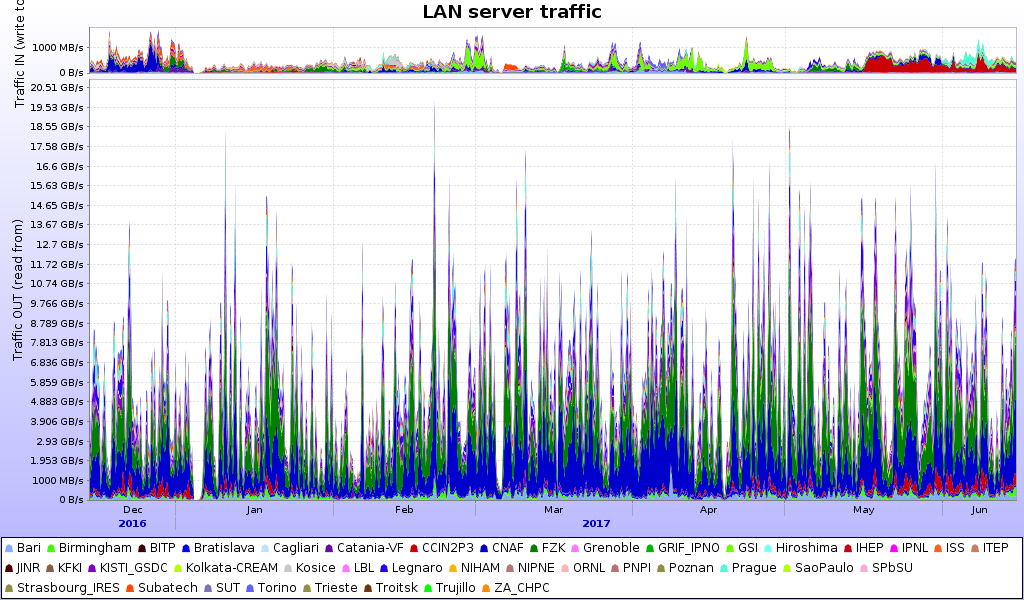 LAN server traffic
Traffic IN (write to
1000 MB/s
0 B/s
Traffic OUT (read from)
20.51 GB/s
19.53 GB/s
18.55 GB/s
17.58 GB/s
16.6 GB/s
15.63 GB/s
14.65 GB/s
13.67 GB/s
12.7 GB/s
11.72 GB/s
10.74 GB/s
9.766 GB/s
8.789 GB/s
7.813 GB/s
6.836 GB/s
5.859 GB/s
4.883 GB/s
3.906 GB/s
2.93 GB/s
1.953 GB/s
1000 MB/s
0 B/s
Dec Jan Feb Mar Apr May Jun
2016 2017
Bari Birmingham BITP Bratislava Cagliari Catania-VF CCIN2P3 CNAF FZK Grenoble GRIF_IPNO GSI Hiroshima IHEP IPNL ISS ITEP
JINR KFKI KISTI_GSDC Kolkata-CREAM Kosice LBL Legnaro NIHAM NIPNE ORNL PNPI Poznan Prague SaoPaulo SPbSU
Strasbourg_IRES Subatech SUT Torino Trieste Troitsk Trujillo ZA_CHPC